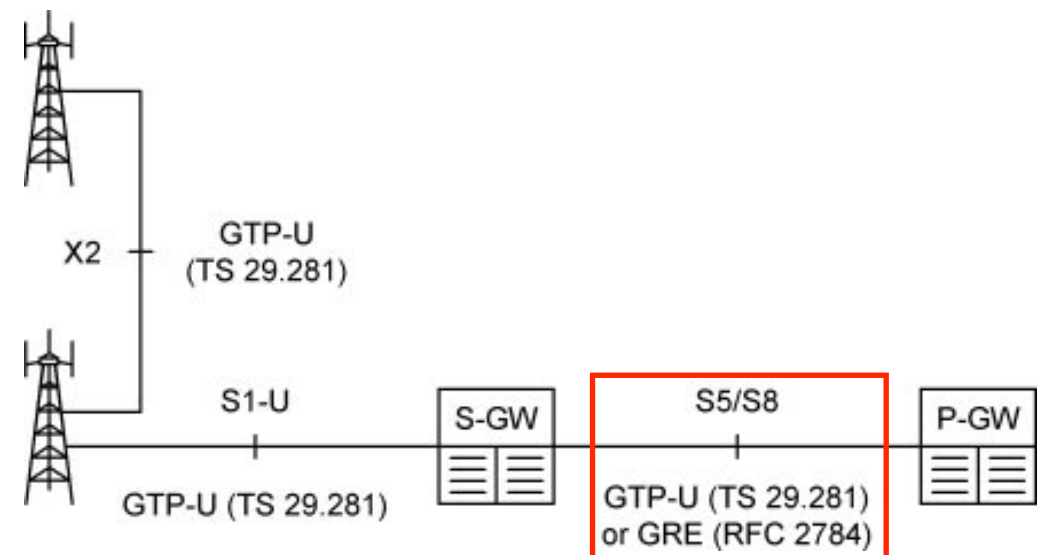 X2
GTP-U
(TS 29.281)
S1-U
S-GW
S5/S8
P-GW
GTP-U (TS 29.281)
GTP-U (TS 29.281)
or GRE (RFC 2784)